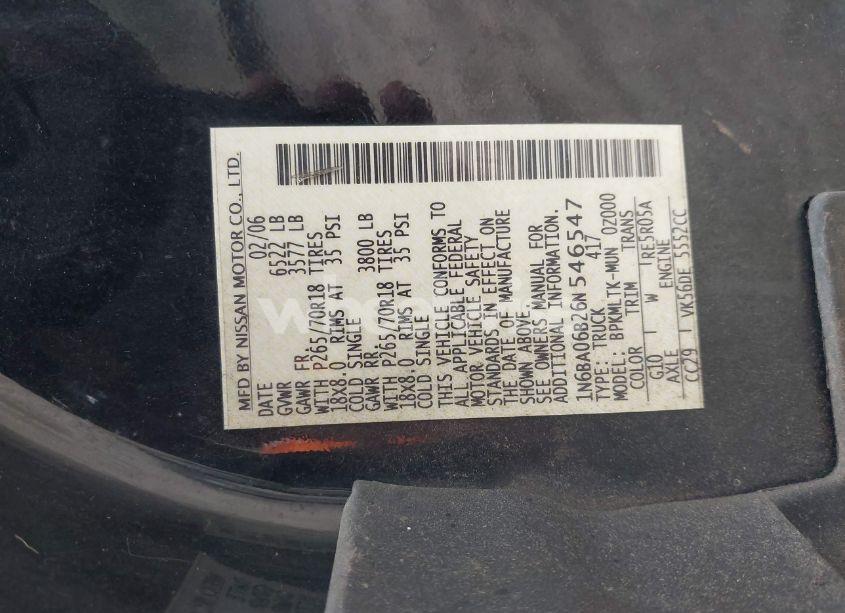 MFD BY NISSAN MOTOR CO., LTD.
DATE 02/06
GVWR 6522 LB
GAWR FR. 3577 LB
WITH P265/70R18 TIRES
18X8.0 RIMS AT 35 PSI
COLD SINGLE
GAWR RR 3800 LB
WITH P265/70R18 TIRES
18X8.0 RIMS AT 35 PSI
COLD SINGLE
THIS VEHICLE CONFORMS TO
ALL APPLICABLE FEDERAL
MOTOR VEHICLE SAFETY
STANDARDS IN EFFECT ON
THE DATE OF MANUFACTURE
SHOWN ABOVE.
SEE OWNERS MANUAL FOR
ADDITIONAL INFORMATION.
1N6BA06B26N546547
TYPE: TRUCK 417
MODEL: BPKMLTK-MUN 0Z000
COLOR TRIM TRANS
G10 W RE5R05A
AXLE ENGINE
CC29 VK56DE 5552CC